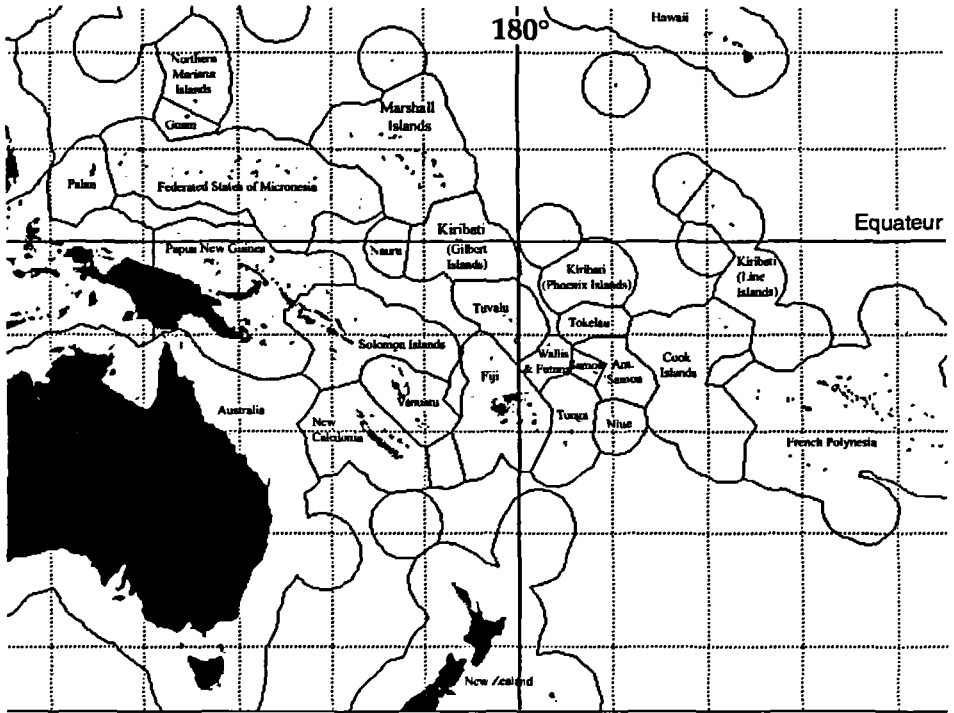 Hawaii
180°
Northern
Mariana
Islands
Guam
Marshall
Islands
Palau
Federated States of Micronesia
Equateur
Papua New Guinea
Nauru
Kiribati
(Gilbert
Islands)
Kiribati
(Phoenix Islands)
Kiribati
(Line
Islands)
Tuvalu
Tokelau
Solomon Islands
Wallis
& Futuna
Samoa
Am.
Samoa
Cook
Islands
Fiji
Vanuatu
Australia
New
Caledonia
Tonga
Niue
French Polynesia
New Zealand